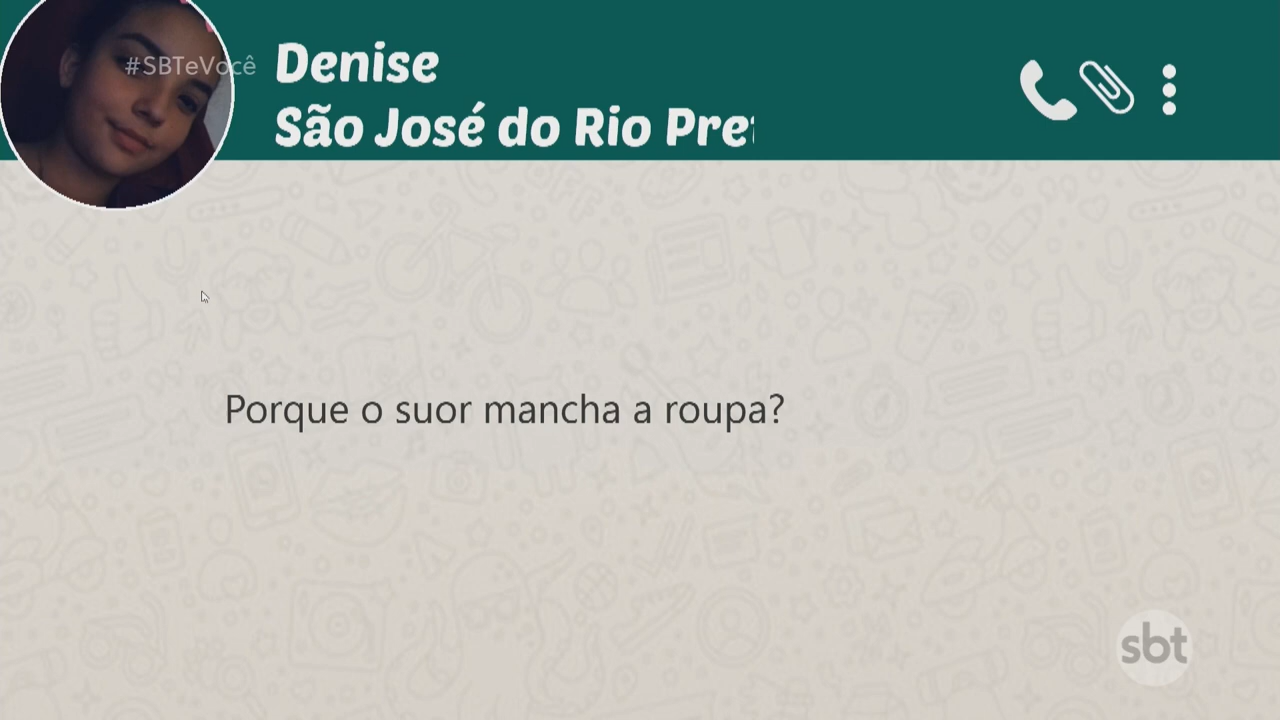 #SBTeVocê
Denise
São José do Rio Pre
Porque o suor mancha a roupa?
sbt